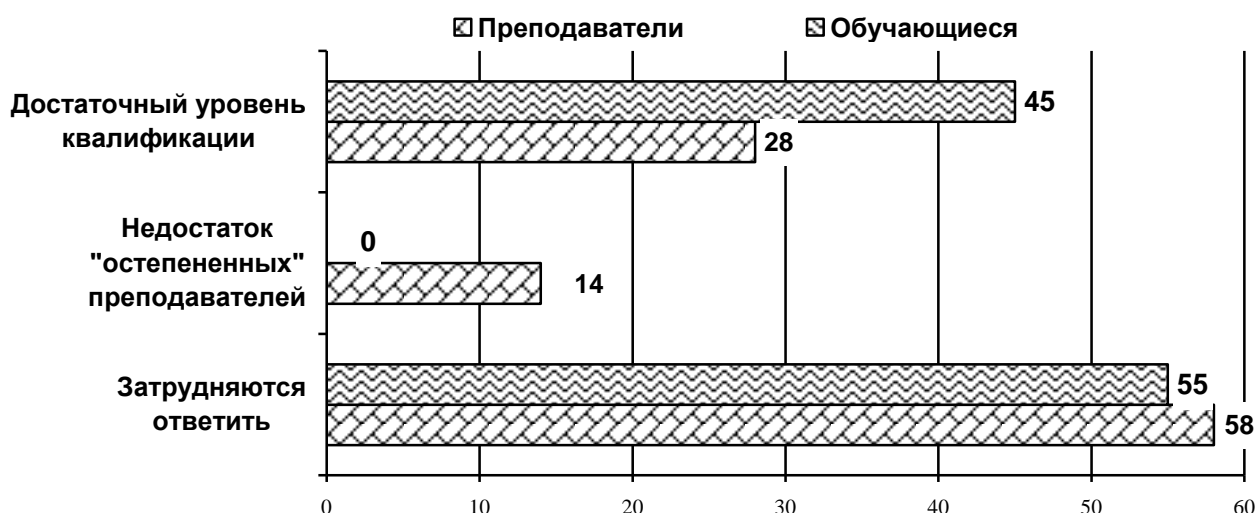 Преподаватели Обучающиеся
Достаточный уровень
квалификации
45
28
Недостаток
"остепененных"
преподавателей
0
14
Затрудняются
ответить
55
58
0 10 20 30 40 50 60